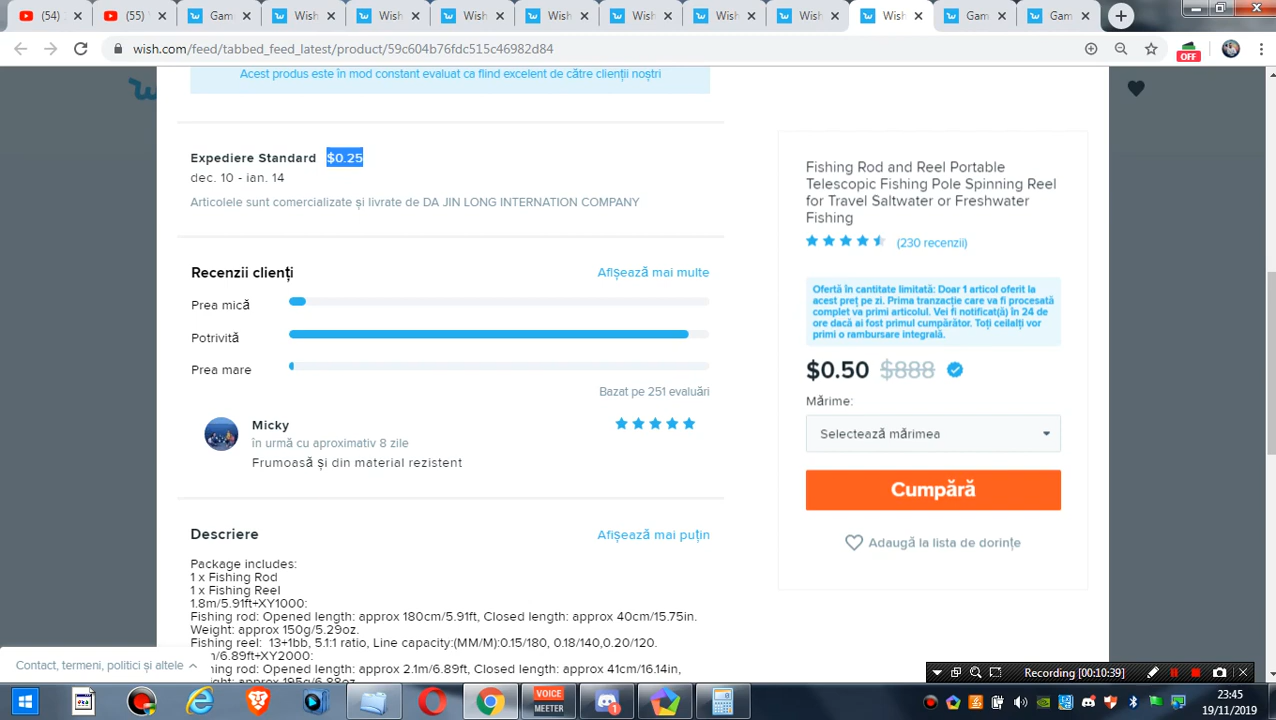 (54)
(55)
Gam
Wish
Wish
Wish
Wish
Wish
Wish
Wish
Wish
Gam
Gam
wish.com/feed/tabbed_feed_latest/product/59c604b76fdc515c46982d84
OFF
Acest produs este în mod constant evaluat ca fiind excelent de către clienții noștri
Expediere Standard $0.25
dec. 10 - ian. 14
Articolele sunt comercializate și livrate de DA JIN LONG INTERNATION COMPANY
Recenzii clienți Afișează mai multe
Prea mică
Potrivită
Prea mare
Bazat pe 251 evaluări
Micky
în urmă cu aproximativ 8 zile
Frumoasă și din material rezistent
Descriere Afișează mai puțin
Package includes:
1 x Fishing Rod
1 x Fishing Reel
1.8m/5.91ft+XY1000:
Fishing rod: Opened length: approx 180cm/5.91ft, Closed length: approx 40cm/15.75in.
Weight: approx 150g/5.29oz.
Fishing reel: 13+1bb, 5.1:1 ratio, Line capacity:(MM/M):0.15/180, 0.18/140,0.20/120.
/6.89ft+XY2000:
hing rod: Opened length: approx 2.1m/6.89ft, Closed length: approx 41cm/16.14in,
Fishing Rod and Reel Portable
Telescopic Fishing Pole Spinning Reel
for Travel Saltwater or Freshwater
Fishing
(230 recenzii)
Ofertă în cantitate limitată: Doar 1 articol oferit la
acest preț pe zi. Prima tranzacție care va fi procesată
complet va primi articolul. Vei fi notificat(ă) în 24 de
ore dacă ai fost primul cumpărător. Toți ceilalți vor
primi o rambursare integrală.
$0.50 $888
Mărime:
Selectează mărimea
Cumpără
Adaugă la lista de dorințe
Contact, termeni, politici și altele
Recording [00:10:39]
VOICE
MEETER
23:45
19/11/2019